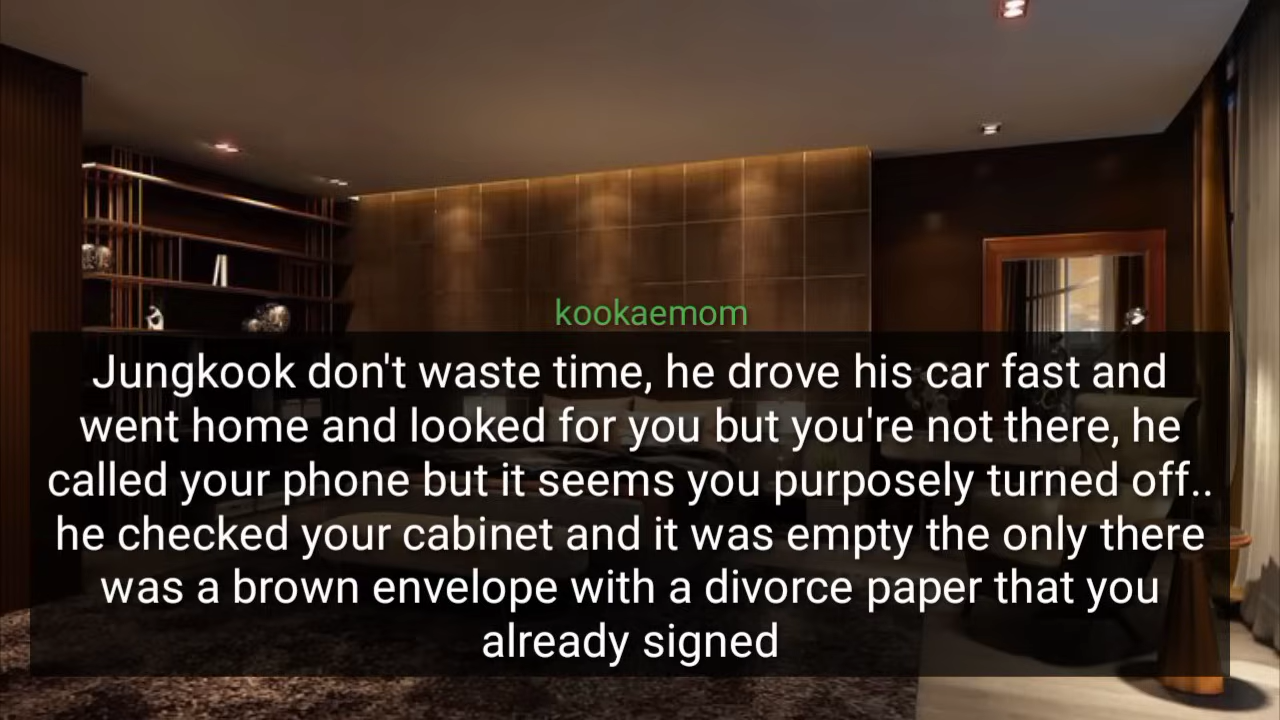 kookaemom
Jungkook don't waste time, he drove his car fast and
went home and looked for you but you're not there, he
called your phone but it seems you purposely turned off..
he checked your cabinet and it was empty the only there
was a brown envelope with a divorce paper that you
already signed